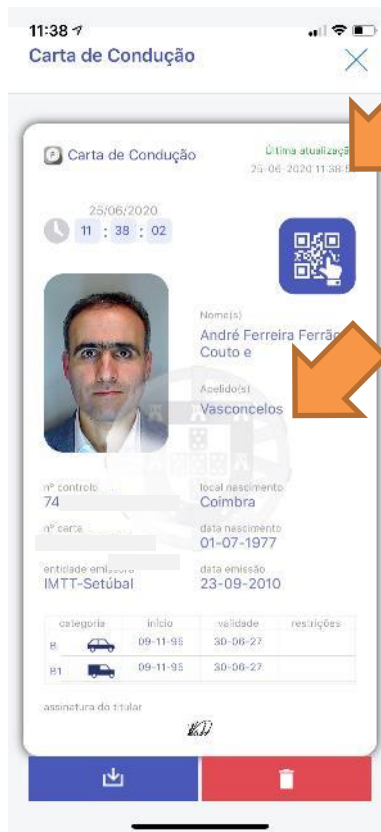 11:38
Carta de Condução
Carta de Condução
Última atualização
25-06-2020 11:38:
25/06/2020
11 : 38 : 02
Nome(s)
André Ferreira Ferrão
Couto e
Apelido(s)
Vasconcelos
nº controlo
local nascimento
74
Coimbra
nº carta
data nascimento
01-07-1977
entidade emissora
data emissão
IMTT-Setúbal
23-09-2010
categoria início validade restrições
B 09-11-95 30-06-27
B1 09-11-95 30-06-27
assinatura do titular